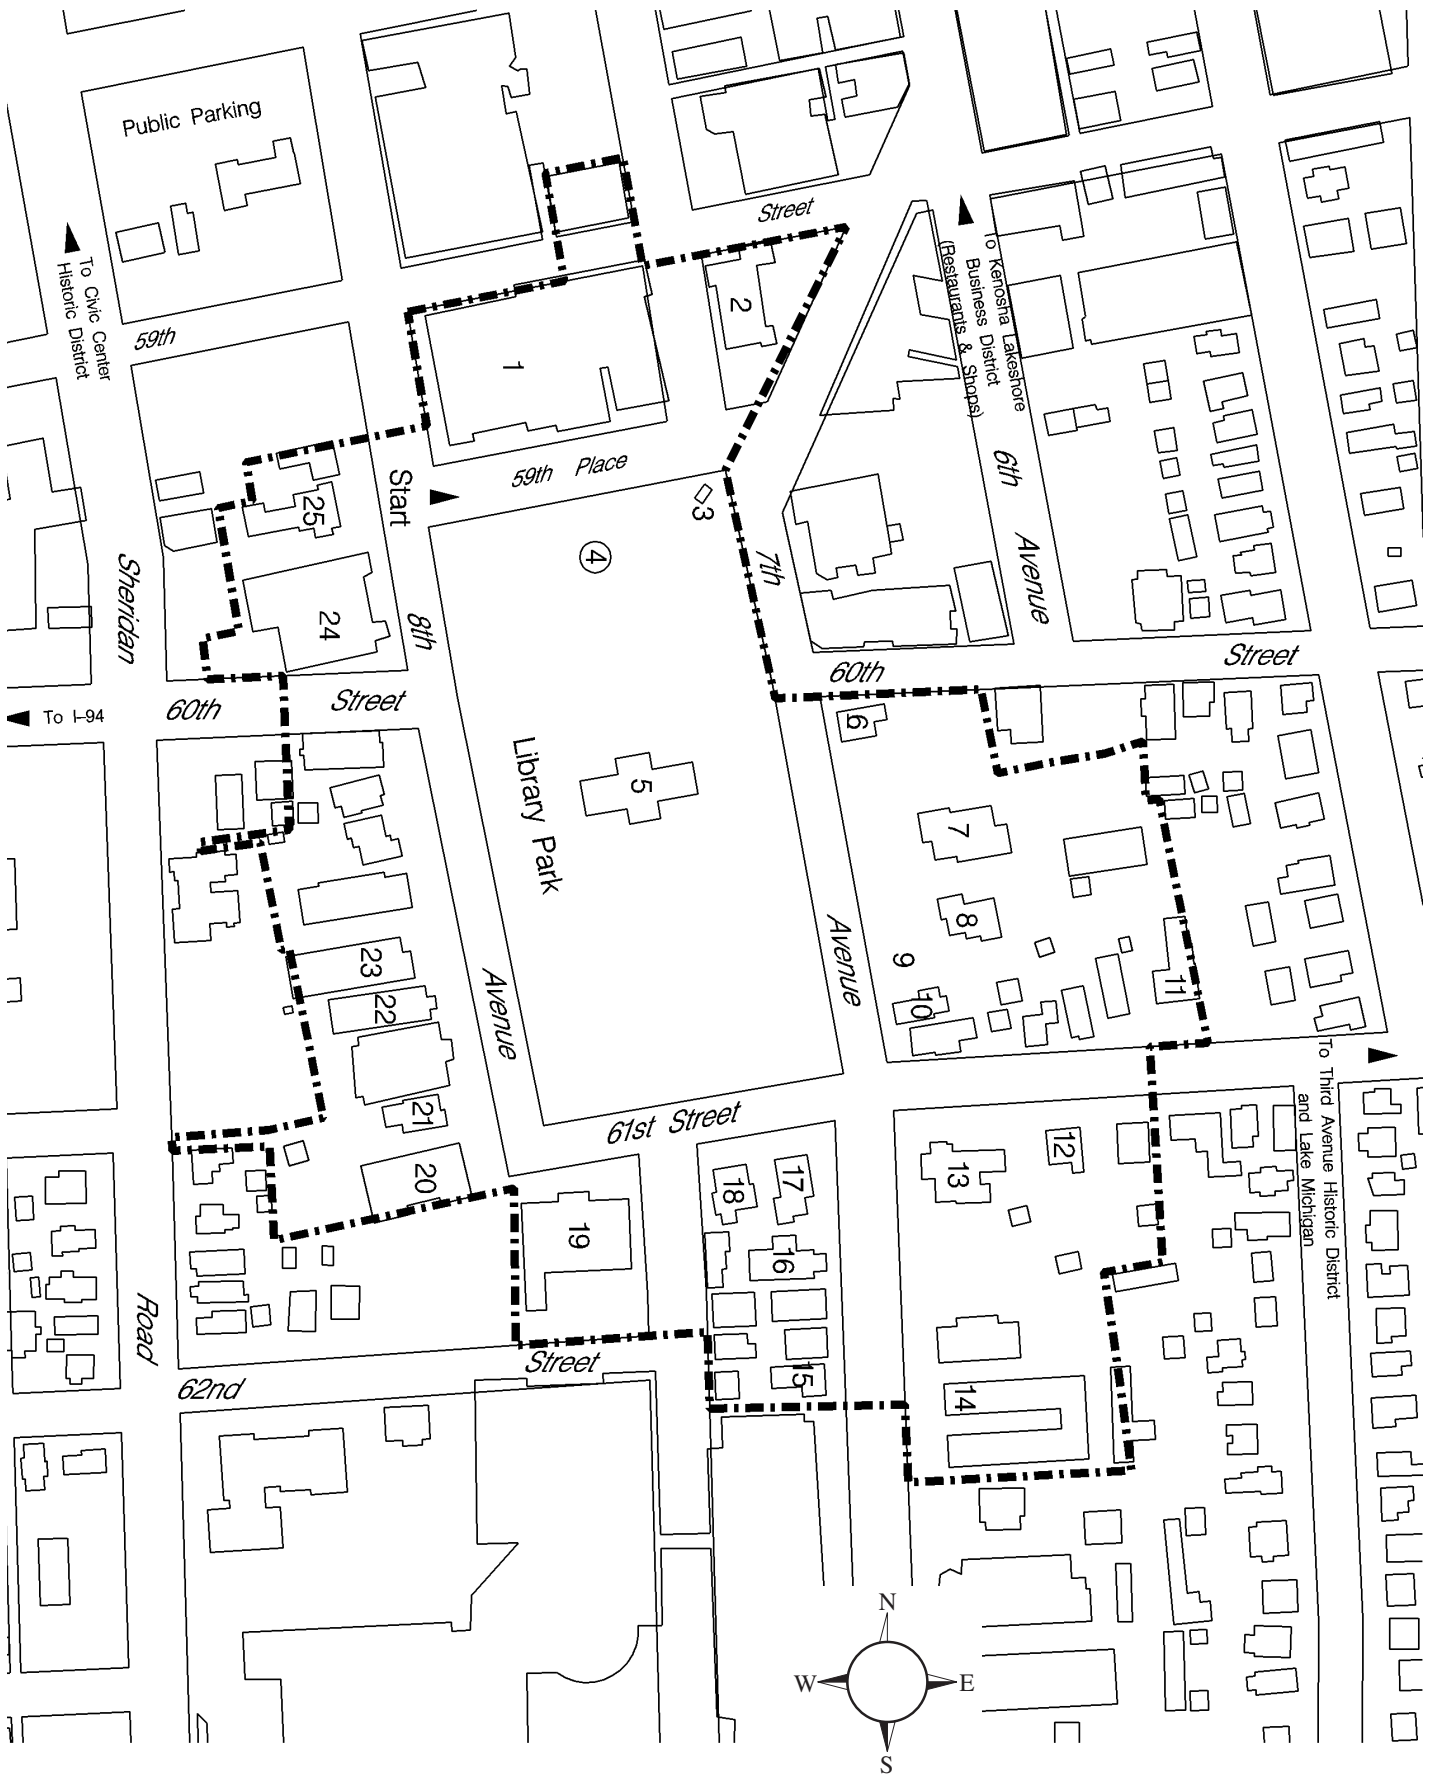 Public Parking
Street
To Civic Center
Historic District
To Kenosha Lakeshore
Business District
(Restaurants & Shops)
59th
2
1
59th Place
6th
Start
25
3
4
7th
Avenue
Sheridan
24
8th
60th
Street
60th
Street
To I-94
6
Library Park
5
7
8
Avenue
9
23
11
10
22
Avenue
To Third Avenue Historic District
and Lake Michigan
21
61st Street
12
13
20
17
18
19
16
Road
Street
15
62nd
14
N
W
E
S